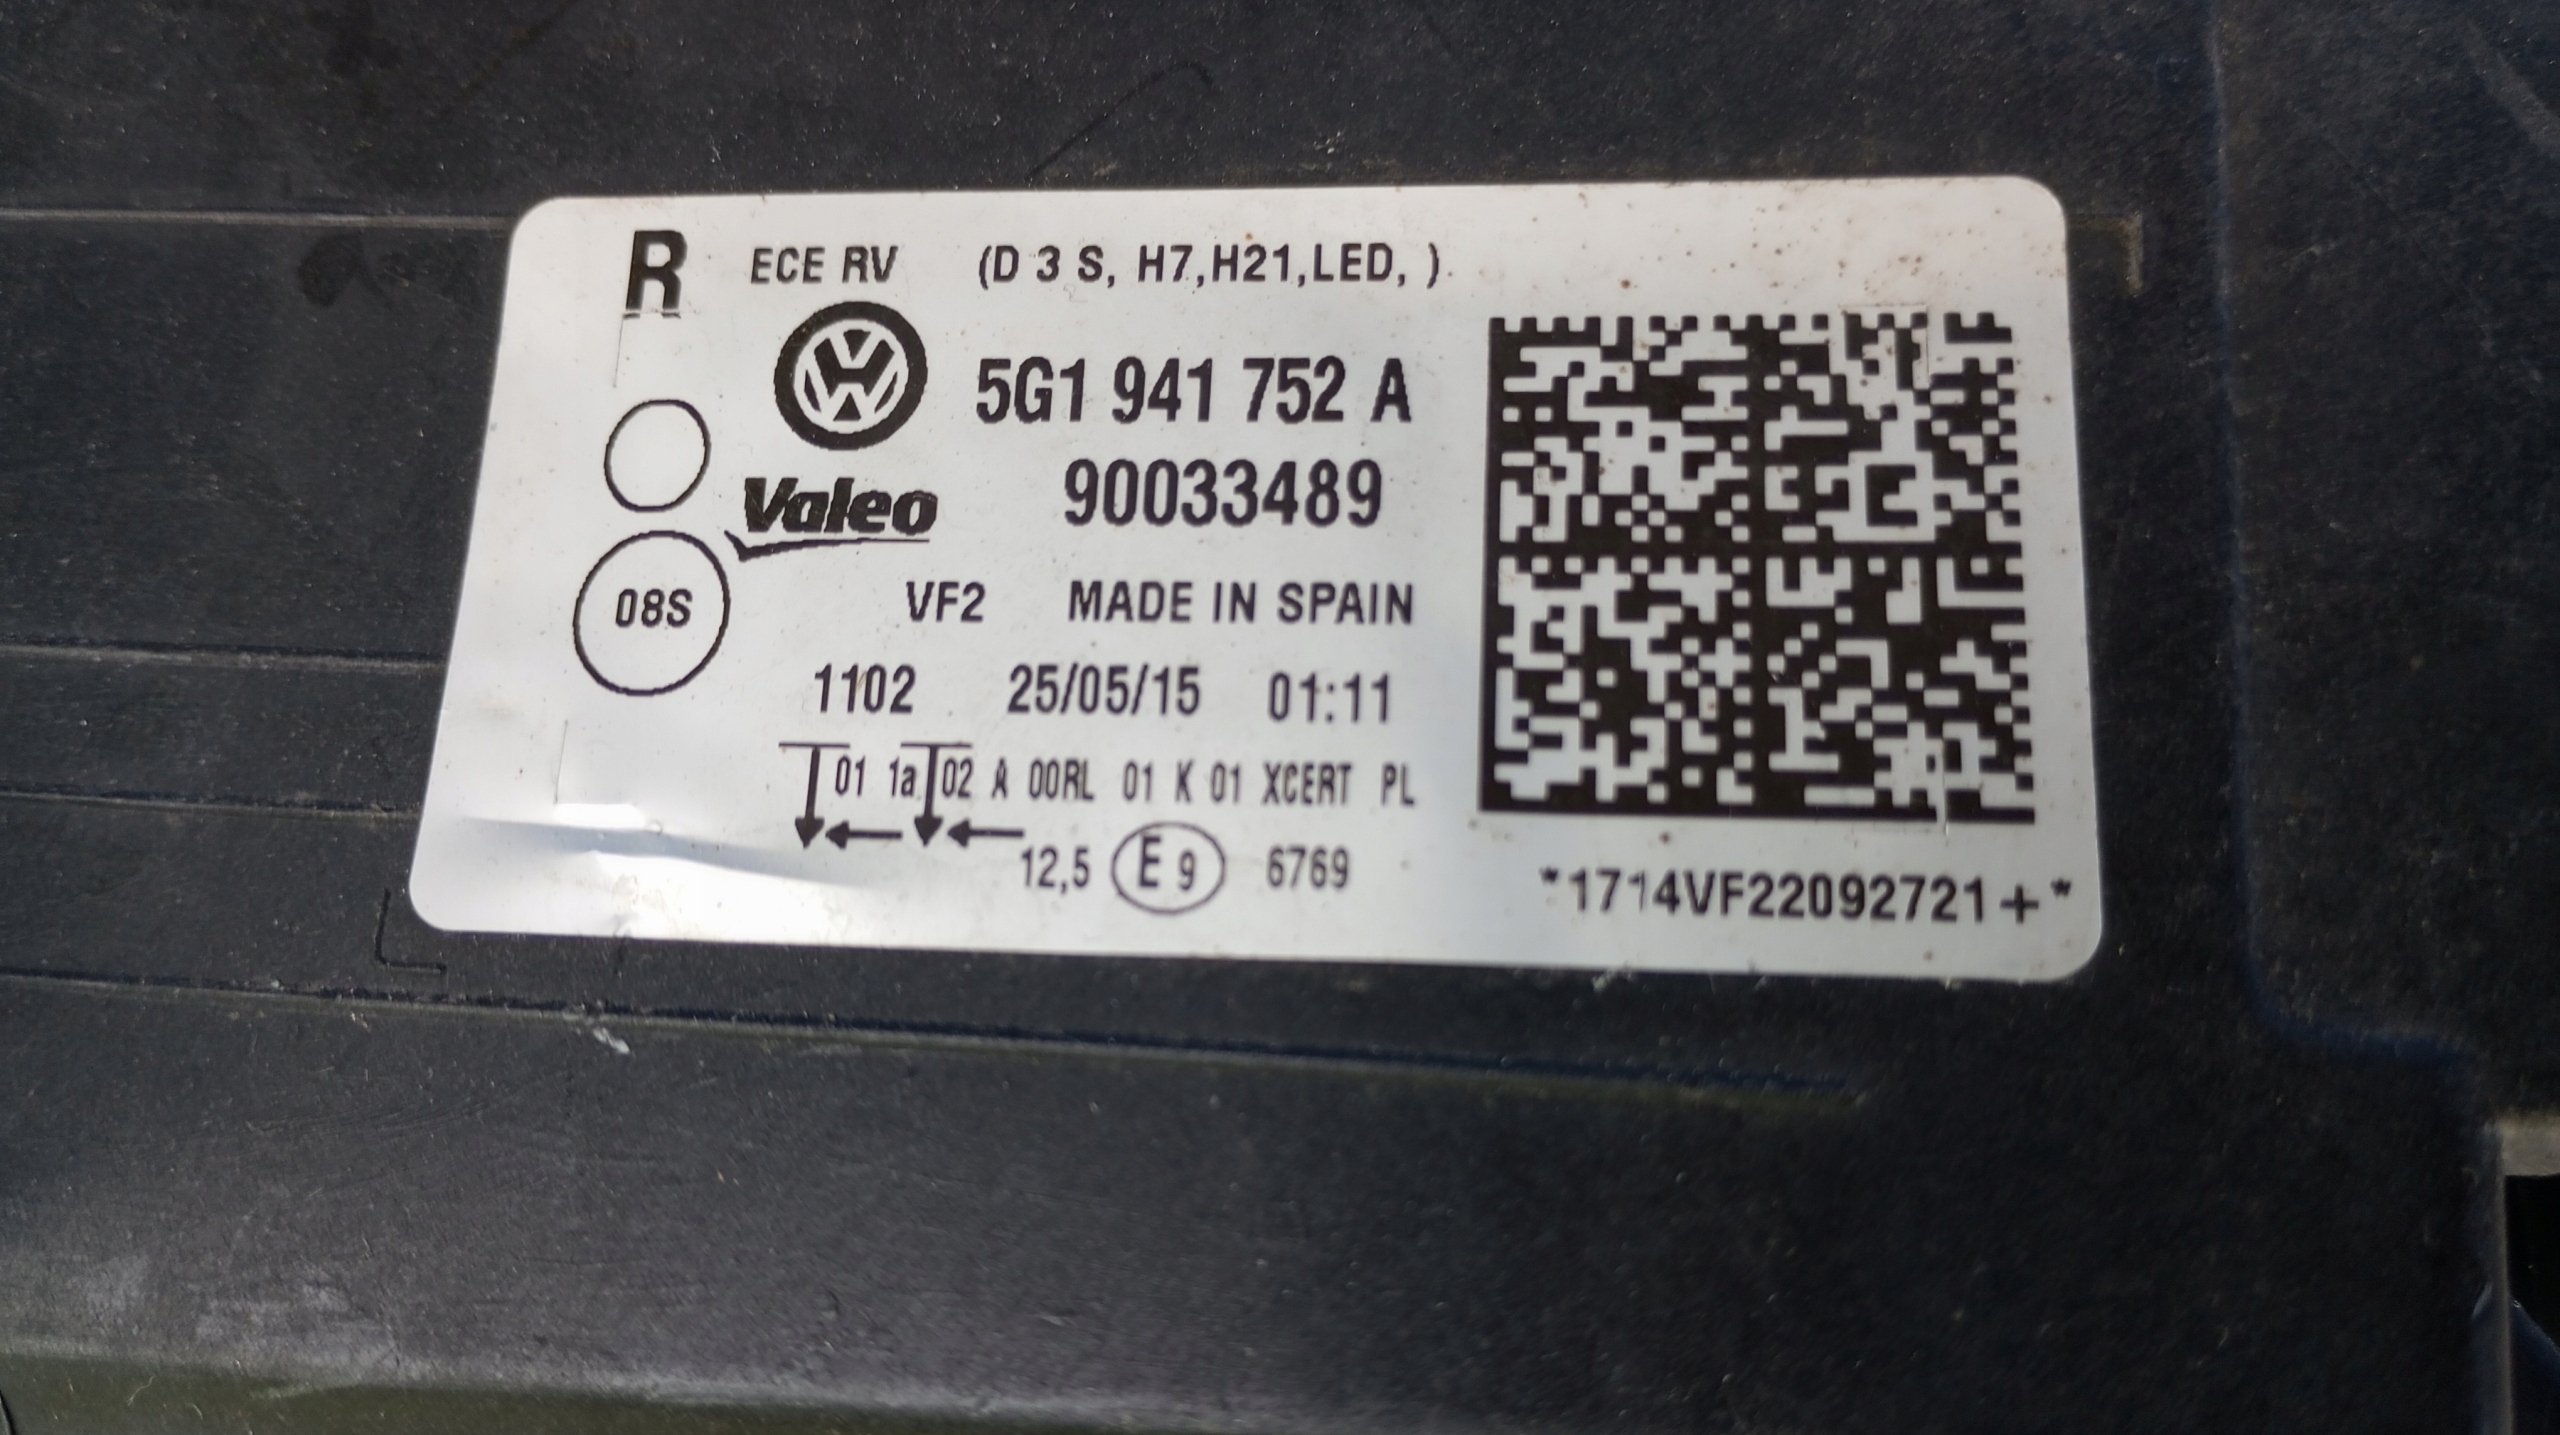 R ECE RV (D 3 S, H7,H21,LED, )
5G1 941 752 A
Valeo 90033489
08S VF2 MADE IN SPAIN
1102 25/05/15 01:11
01 1a 02 A 00RL 01 K 01 XCERT PL
12,5 E9 6769
*1714VF22092721+*